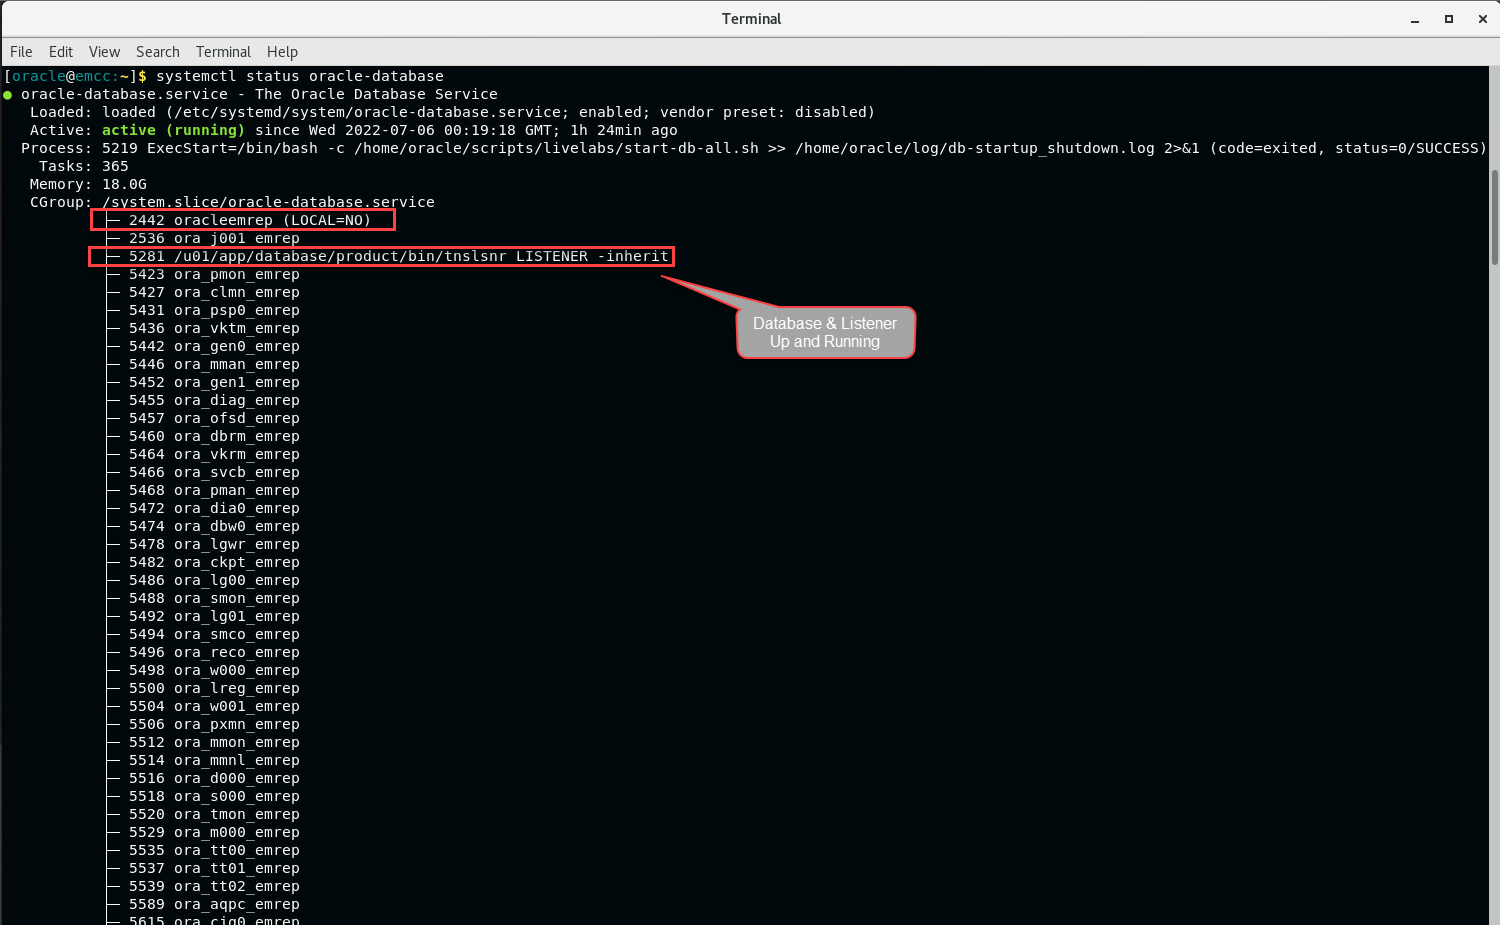 Terminal
File Edit View Search Terminal Help
[oracle@emcc:~]$ systemctl status oracle-database
● oracle-database.service - The Oracle Database Service
Loaded: loaded (/etc/systemd/system/oracle-database.service; enabled; vendor preset: disabled)
Active: active (running) since Wed 2022-07-06 00:19:18 GMT; 1h 24min ago
Process: 5219 ExecStart=/bin/bash -c /home/oracle/scripts/livelabs/start-db-all.sh >> /home/oracle/log/db-startup_shutdown.log 2>&1 (code=exited, status=0/SUCCESS)
Tasks: 365
Memory: 18.0G
CGroup: /system.slice/oracle-database.service
2442 oracleemrep (LOCAL=NO)
2536 ora_j001_emrep
5281 /u01/app/database/product/bin/tnslsnr LISTENER -inherit
5423 ora_pmon_emrep
5427 ora_clmn_emrep
5431 ora_psp0_emrep
Database & Listener
Up and Running
5436 ora_vktm_emrep
5442 ora_gen0_emrep
5446 ora_mman_emrep
5452 ora_gen1_emrep
5455 ora_diag_emrep
5457 ora_ofsd_emrep
5460 ora_dbrm_emrep
5464 ora_vkrm_emrep
5466 ora_svcb_emrep
5468 ora_pman_emrep
5472 ora_dia0_emrep
5474 ora_dbw0_emrep
5478 ora_lgwr_emrep
5482 ora_ckpt_emrep
5486 ora_lg00_emrep
5488 ora_smon_emrep
5492 ora_lg01_emrep
5494 ora_smco_emrep
5496 ora_reco_emrep
5498 ora_w000_emrep
5500 ora_lreg_emrep
5504 ora_w001_emrep
5506 ora_pxmn_emrep
5512 ora_mmon_emrep
5514 ora_mmnl_emrep
5516 ora_d000_emrep
5518 ora_s000_emrep
5520 ora_tmon_emrep
5529 ora_m000_emrep
5535 ora_tt00_emrep
5537 ora_tt01_emrep
5539 ora_tt02_emrep
5589 ora_aqpc_emrep
5615 ora_cjq0_emrep